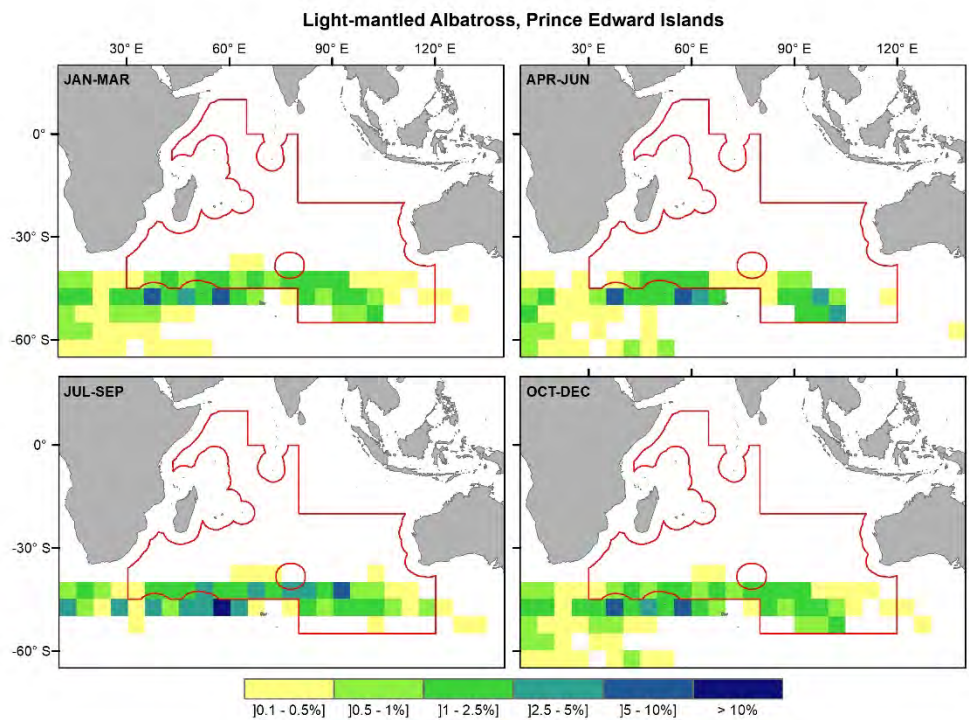 Light-mantled Albatross, Prince Edward Islands
30° E 60° E 90° E 120° E 30° E 60° E 90° E 120° E
JAN-MAR APR-JUN
0°
-30° S
-60° S
JUL-SEP OCT-DEC
0°
-30° S
-60° S
]0.1 - 0.5%] ]0.5 - 1%] ]1 - 2.5%] ]2.5 - 5%] ]5 - 10%] > 10%